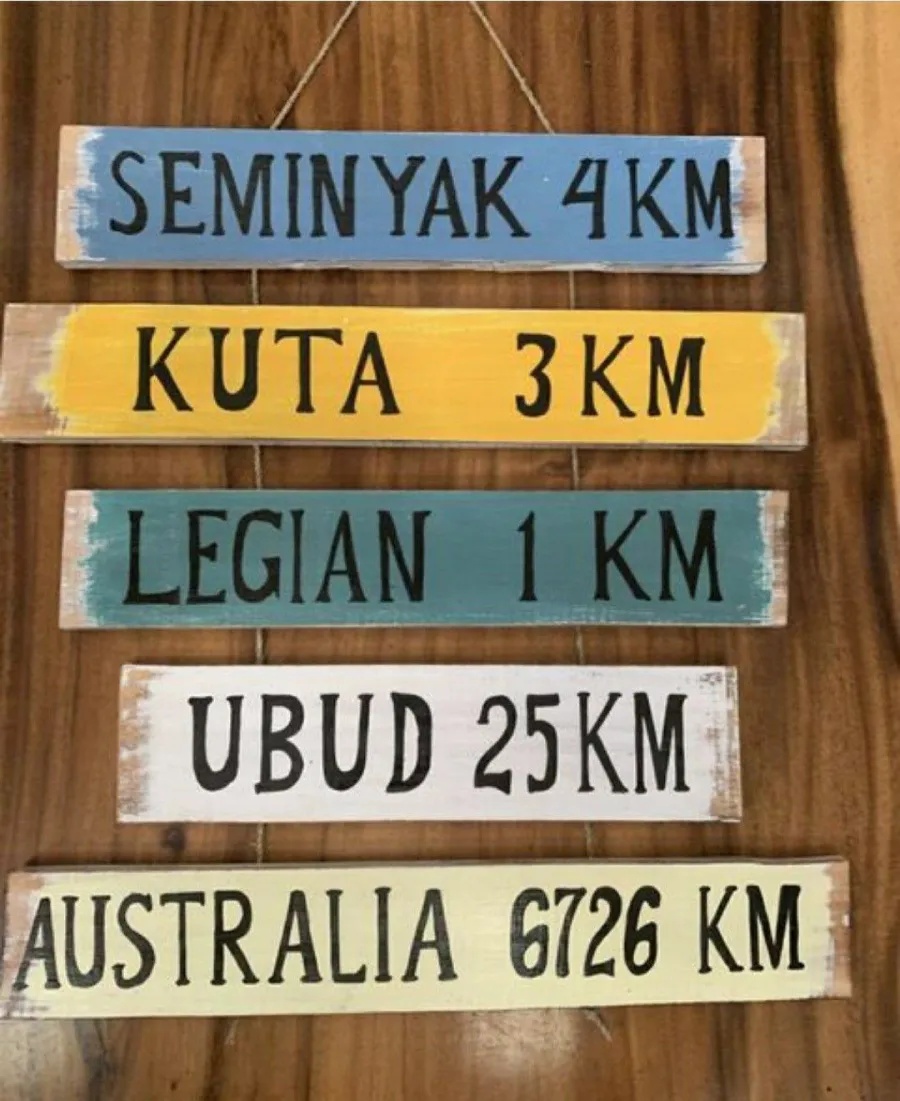 SEMINYAK 4KM
KUTA 3KM
LEGIAN 1 KM
UBUD 25KM
AUSTRALIA 6726 KM